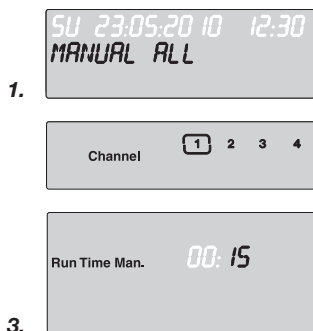 SU 23:05:2010 12:30
MANUAL ALL
1.
Channel 1 2 3 4
Run Time Man. 00:15
3.